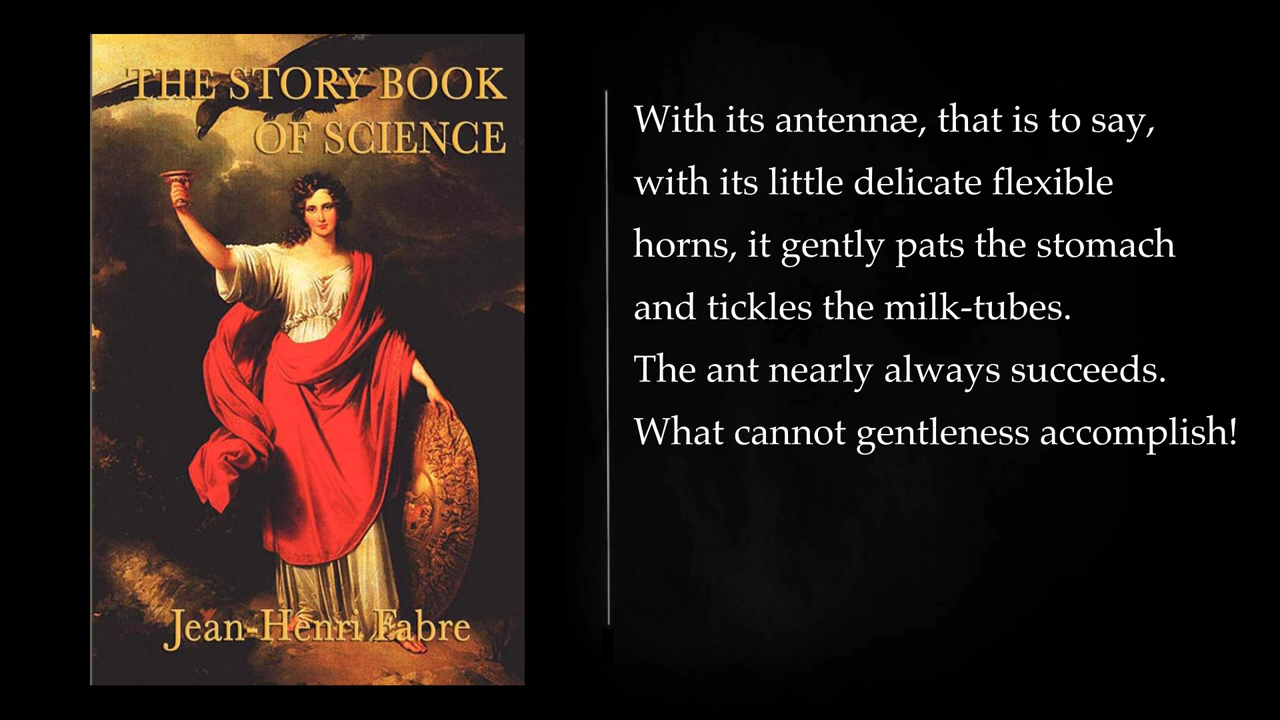 THE STORY BOOK
OF SCIENCE
Jean-Henri Fabre
With its antennæ, that is to say,
with its little delicate flexible
horns, it gently pats the stomach
and tickles the milk-tubes.
The ant nearly always succeeds.
What cannot gentleness accomplish!